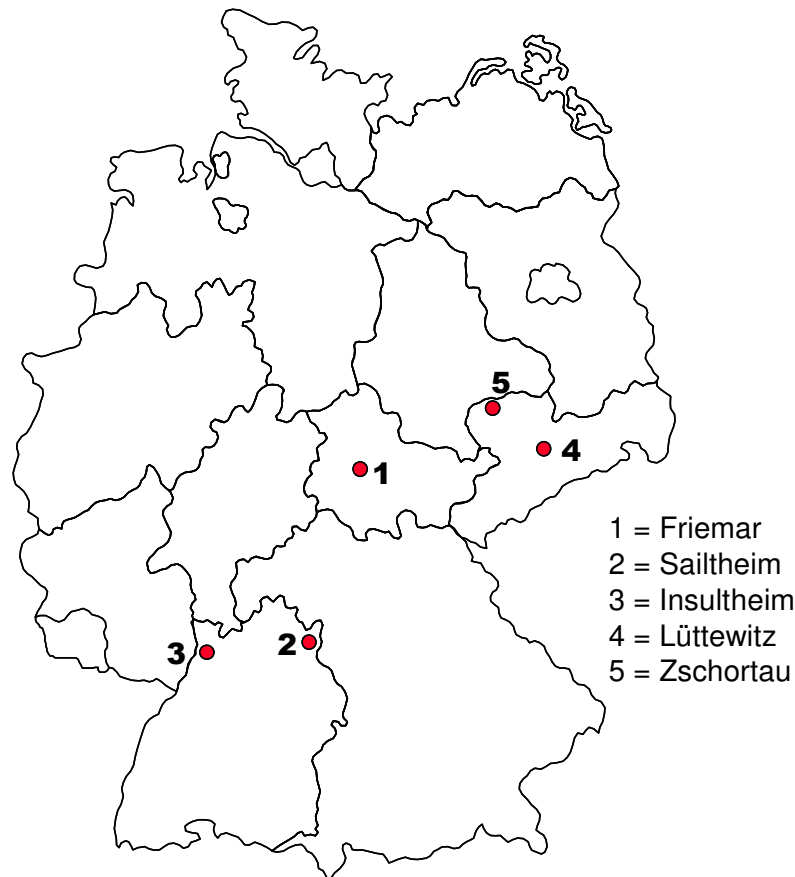 5
4
1
1 = Friemar
2 = Sailtheim
3 = Insultheim
4 = Lüttewitz
5 = Zschortau
2
3